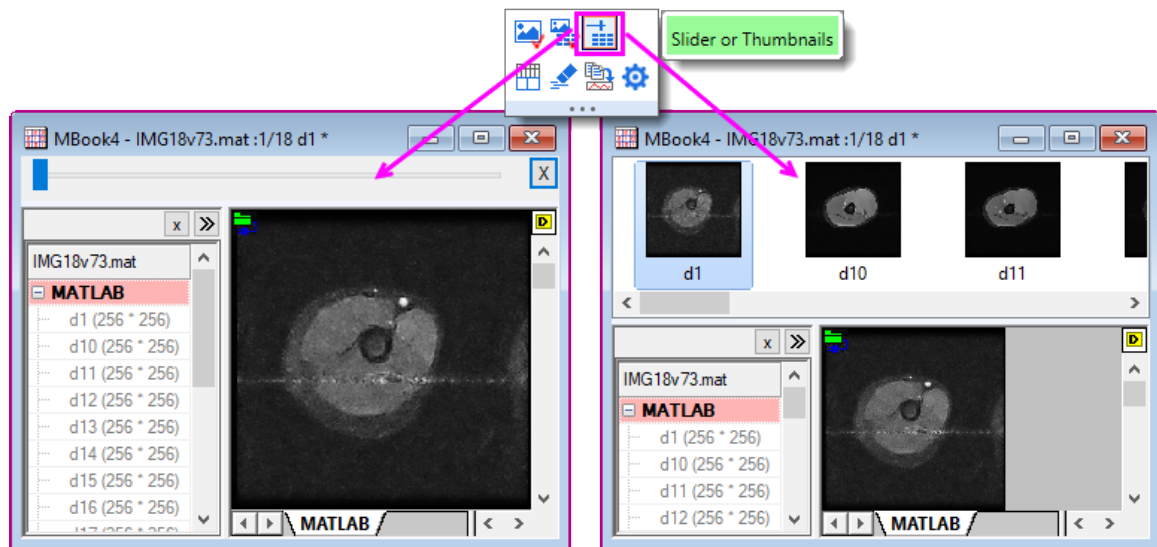 Slider or Thumbnails
MBook4 - IMG18v73.mat :1/18 d1 *
X
x
IMG18v73.mat
MATLAB
d1 (256 * 256)
d10 (256 * 256)
d11 (256 * 256)
d12 (256 * 256)
d13 (256 * 256)
d14 (256 * 256)
d15 (256 * 256)
d16 (256 * 256)
D
MATLAB
MBook4 - IMG18v73.mat :1/18 d1 *
d1
d10
d11
x
IMG18v73.mat
MATLAB
d1 (256 * 256)
d10 (256 * 256)
d11 (256 * 256)
d12 (256 * 256)
D
MATLAB